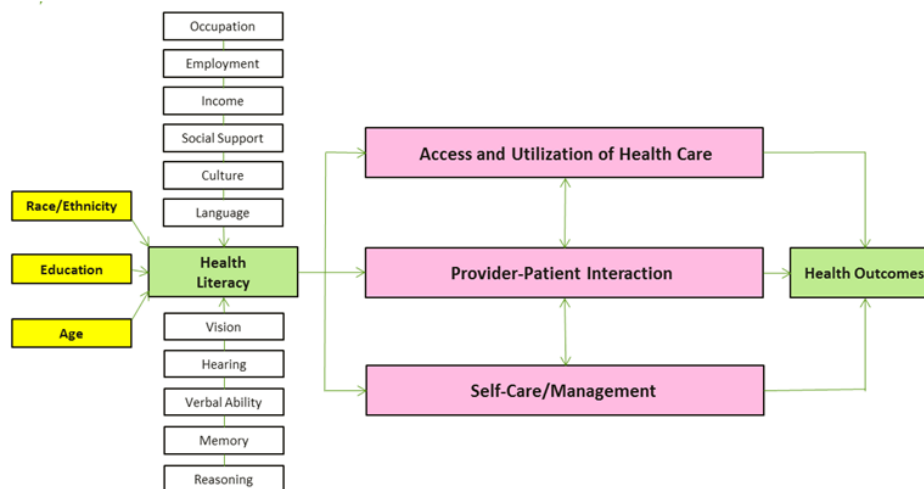 Occupation
Employment
Income
Social Support
Culture
Language
Race/Ethnicity
Education
Age
Health
Literacy
Vision
Hearing
Verbal Ability
Memory
Reasoning
Access and Utilization of Health Care
Provider-Patient Interaction
Self-Care/Management
Health Outcomes